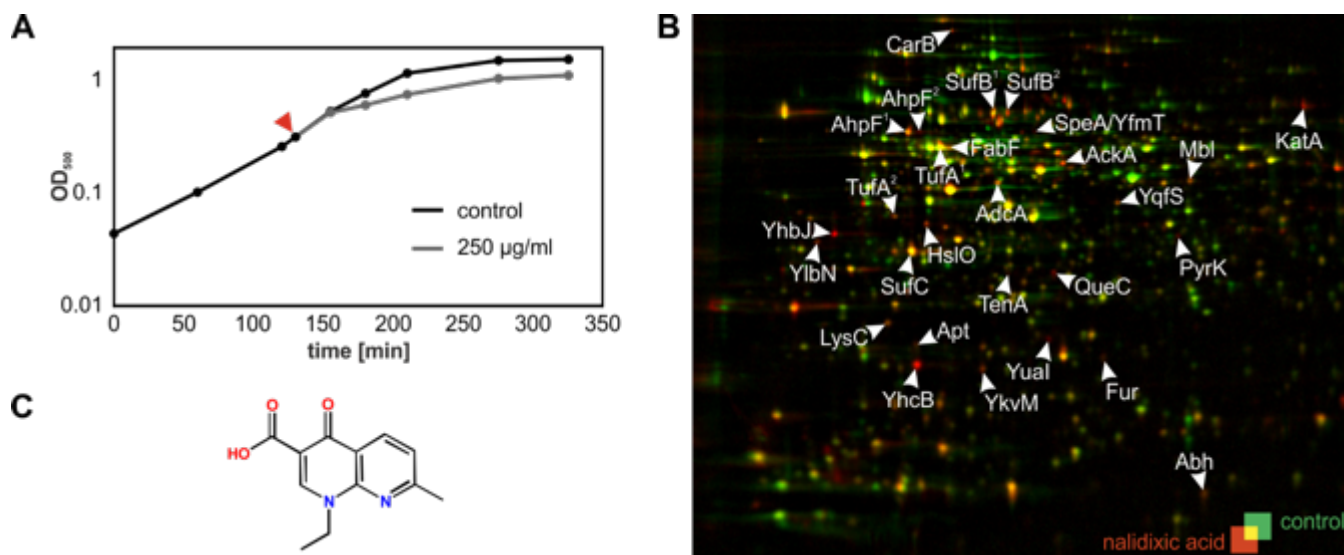 A
OD500
1
0.1
0.01
control
250 µg/ml
0 50 100 150 200 250 300 350
time [min]
B
CarB
SufB1 SufB2
AhpF2
AhpF1
SpeA/YfmT
KatA
FabF
AckA
Mbl
TufA1
TufA2
AdcA
YqfS
YhbJ
HslO
YlbN
SufC
PyrK
TenA
QueC
LysC
Apt
YuaI
YhcB
YkvM
Fur
Abh
control
nalidixic acid
C
O
O
HO
N
N